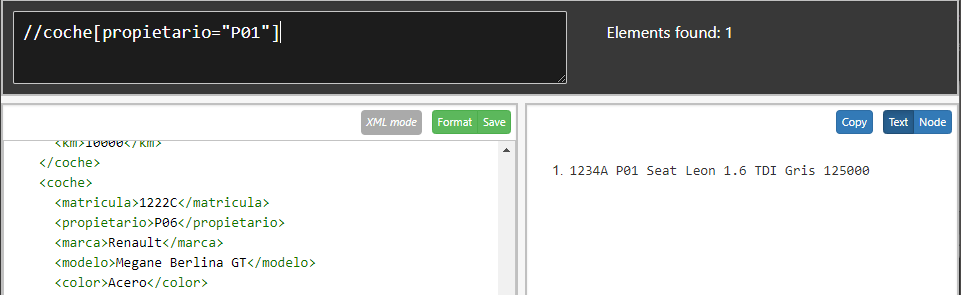 //coche[propietario="P01"]
Elements found: 1
XML mode
Format
Save
Copy
Text
Node
<km>10000</km>
</coche>
<coche>
<matricula>1222C</matricula>
<propietario>P06</propietario>
<marca>Renault</marca>
<modelo>Megane Berlina GT</modelo>
<color>Acero</color>
1. 1234A P01 Seat Leon 1.6 TDI Gris 125000